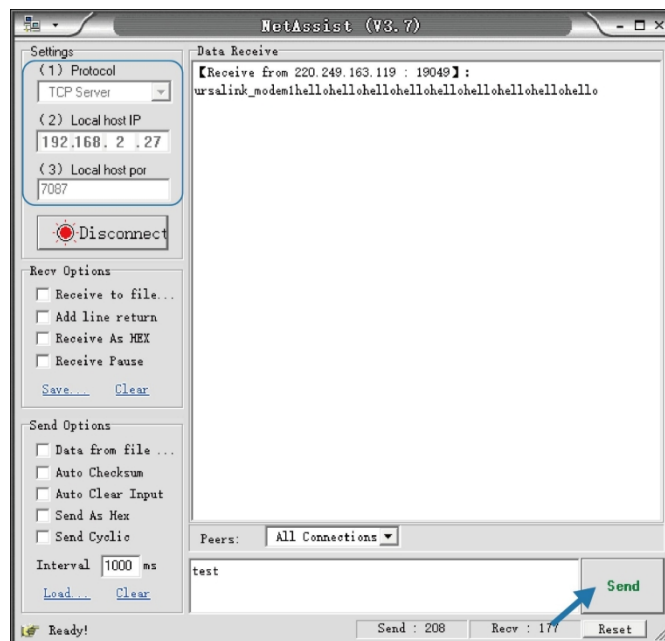 NetAssist (V3.7)
Settings
(1) Protocol
TCP Server
(2) Local host IP
192.168. 2 .27
(3) Local host por
7087
Disconnect
Recv Options
Receive to file...
Add line return
Receive As HEX
Receive Pause
Save... Clear
Send Options
Data from file ...
Auto Checksum
Auto Clear Input
Send As Hex
Send Cyclic
Interval 1000 ms
Load... Clear
Data Receive
【Receive from 220.249.163.119 : 19049】:
ursalink_modem1hellohellohellohellohellohellohellohellohello
Peers: All Connections
test
Send
Ready!
Send : 208 Recv : 177 Reset